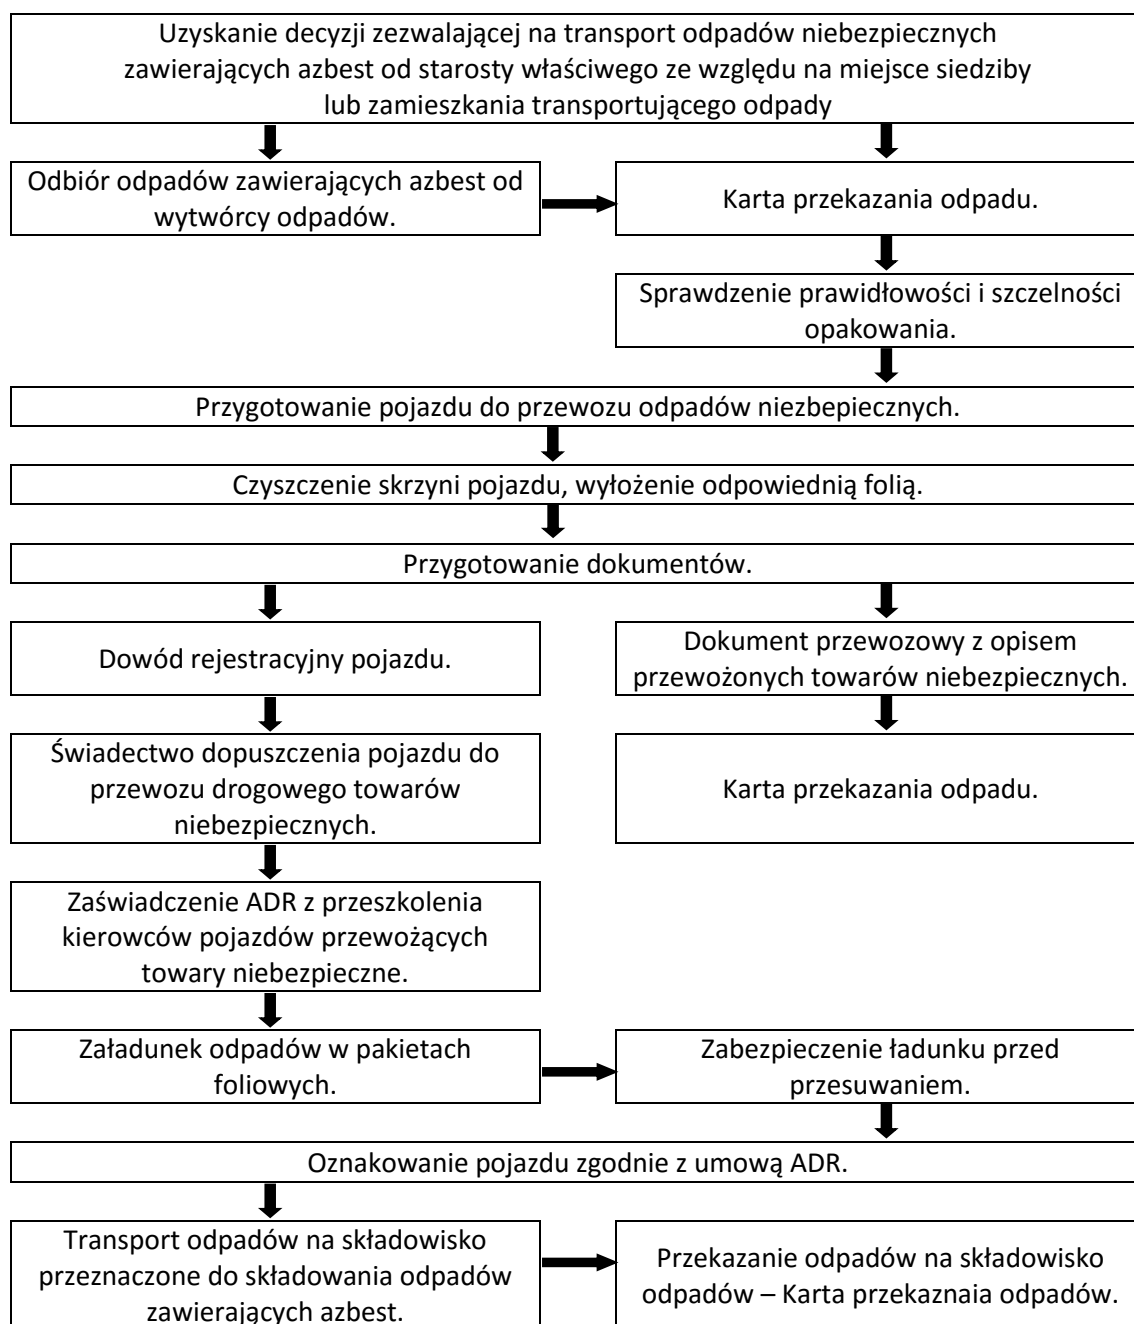 Uzyskanie decyzji zezwalającej na transport odpadów niebezpiecznych
zawierających azbest od starosty właściwego ze względu na miejsce siedziby
lub zamieszkania transportującego odpady
Odbiór odpadów zawierających azbest od
wytwórcy odpadów.
Karta przekazania odpadu.
Sprawdzenie prawidłowości i szczelności
opakowania.
Przygotowanie pojazdu do przewozu odpadów niezbepiecznych.
Czyszczenie skrzyni pojazdu, wyłożenie odpowiednią folią.
Przygotowanie dokumentów.
Dowód rejestracyjny pojazdu.
Dokument przewozowy z opisem
przewożonych towarów niebezpiecznych.
Świadectwo dopuszczenia pojazdu do
przewozu drogowego towarów
niebezpiecznych.
Karta przekazania odpadu.
Zaświadczenie ADR z przeszkolenia
kierowców pojazdów przewożących
towary niebezpieczne.
Załadunek odpadów w pakietach
foliowych.
Zabezpieczenie ładunku przed
przesuwaniem.
Oznakowanie pojazdu zgodnie z umową ADR.
Transport odpadów na składowisko
przeznaczone do składowania odpadów
zawierających azbest.
Przekazanie odpadów na składowisko
odpadów – Karta przekaznaia odpadów.